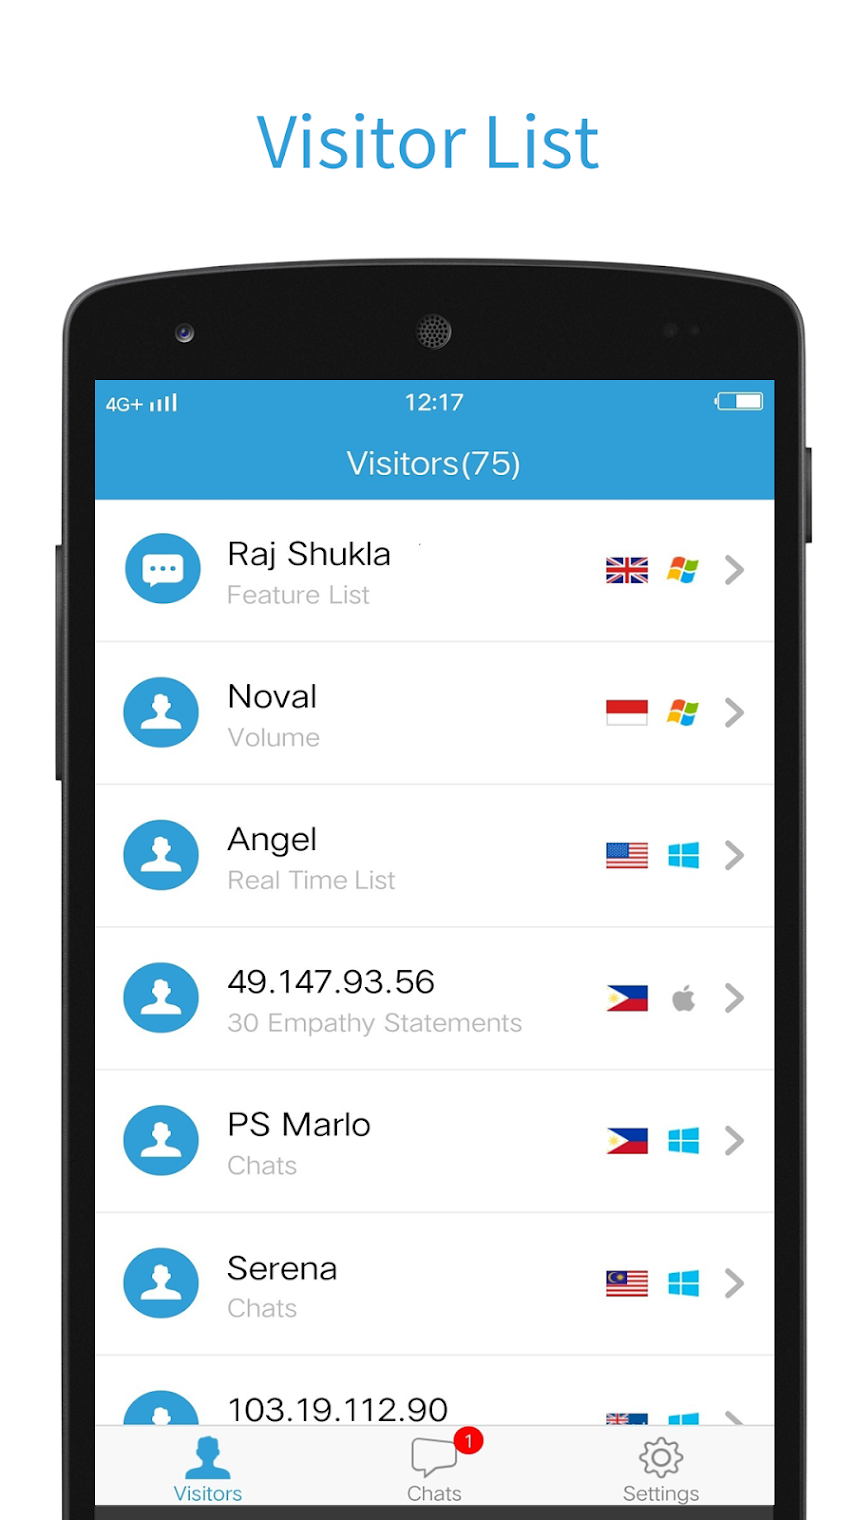 Visitor List
4G+ 12:17
Visitors(75)
Raj Shukla
Feature List
Noval
Volume
Angel
Real Time List
49.147.93.56
30 Empathy Statements
PS Marlo
Chats
Serena
Chats
103.19.112.90
1
Visitors Chats Settings